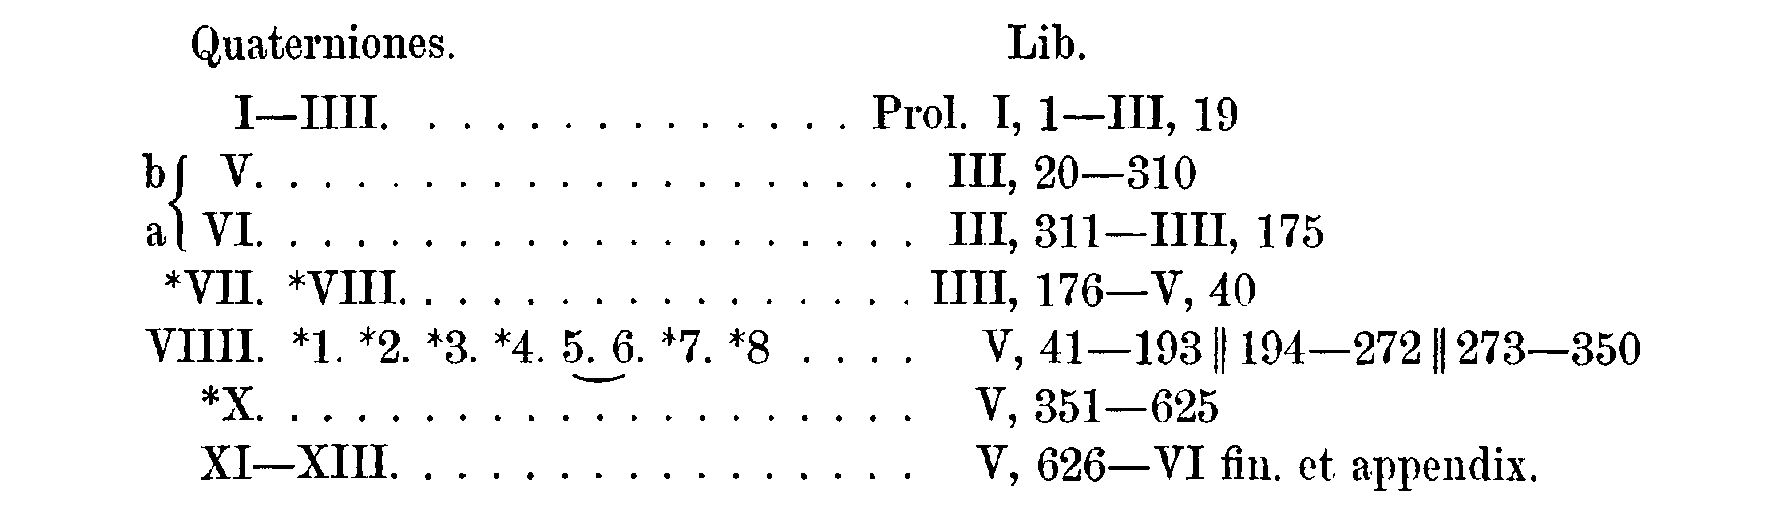 Quaterniones. Lib.
I—IIII. . . . . . . . . . . . . . . . . Prol. I, 1—III, 19
b { V. . . . . . . . . . . . . . . . . . . . . . . . . III, 20—310
a { VI. . . . . . . . . . . . . . . . . . . . . . . . . III, 311—IIII, 175
*VII. *VIII. . . . . . . . . . . . . . . . . . . . IIII, 176—V, 40
VIIII. *1. *2. *3. *4. 5. 6. *7. *8 . . . . V, 41—193 ‖ 194—272 ‖ 273—350
*X. . . . . . . . . . . . . . . . . . . . . . . . . V, 351—625
XI—XIII. . . . . . . . . . . . . . . . . . . . V, 626—VI fin. et appendix.